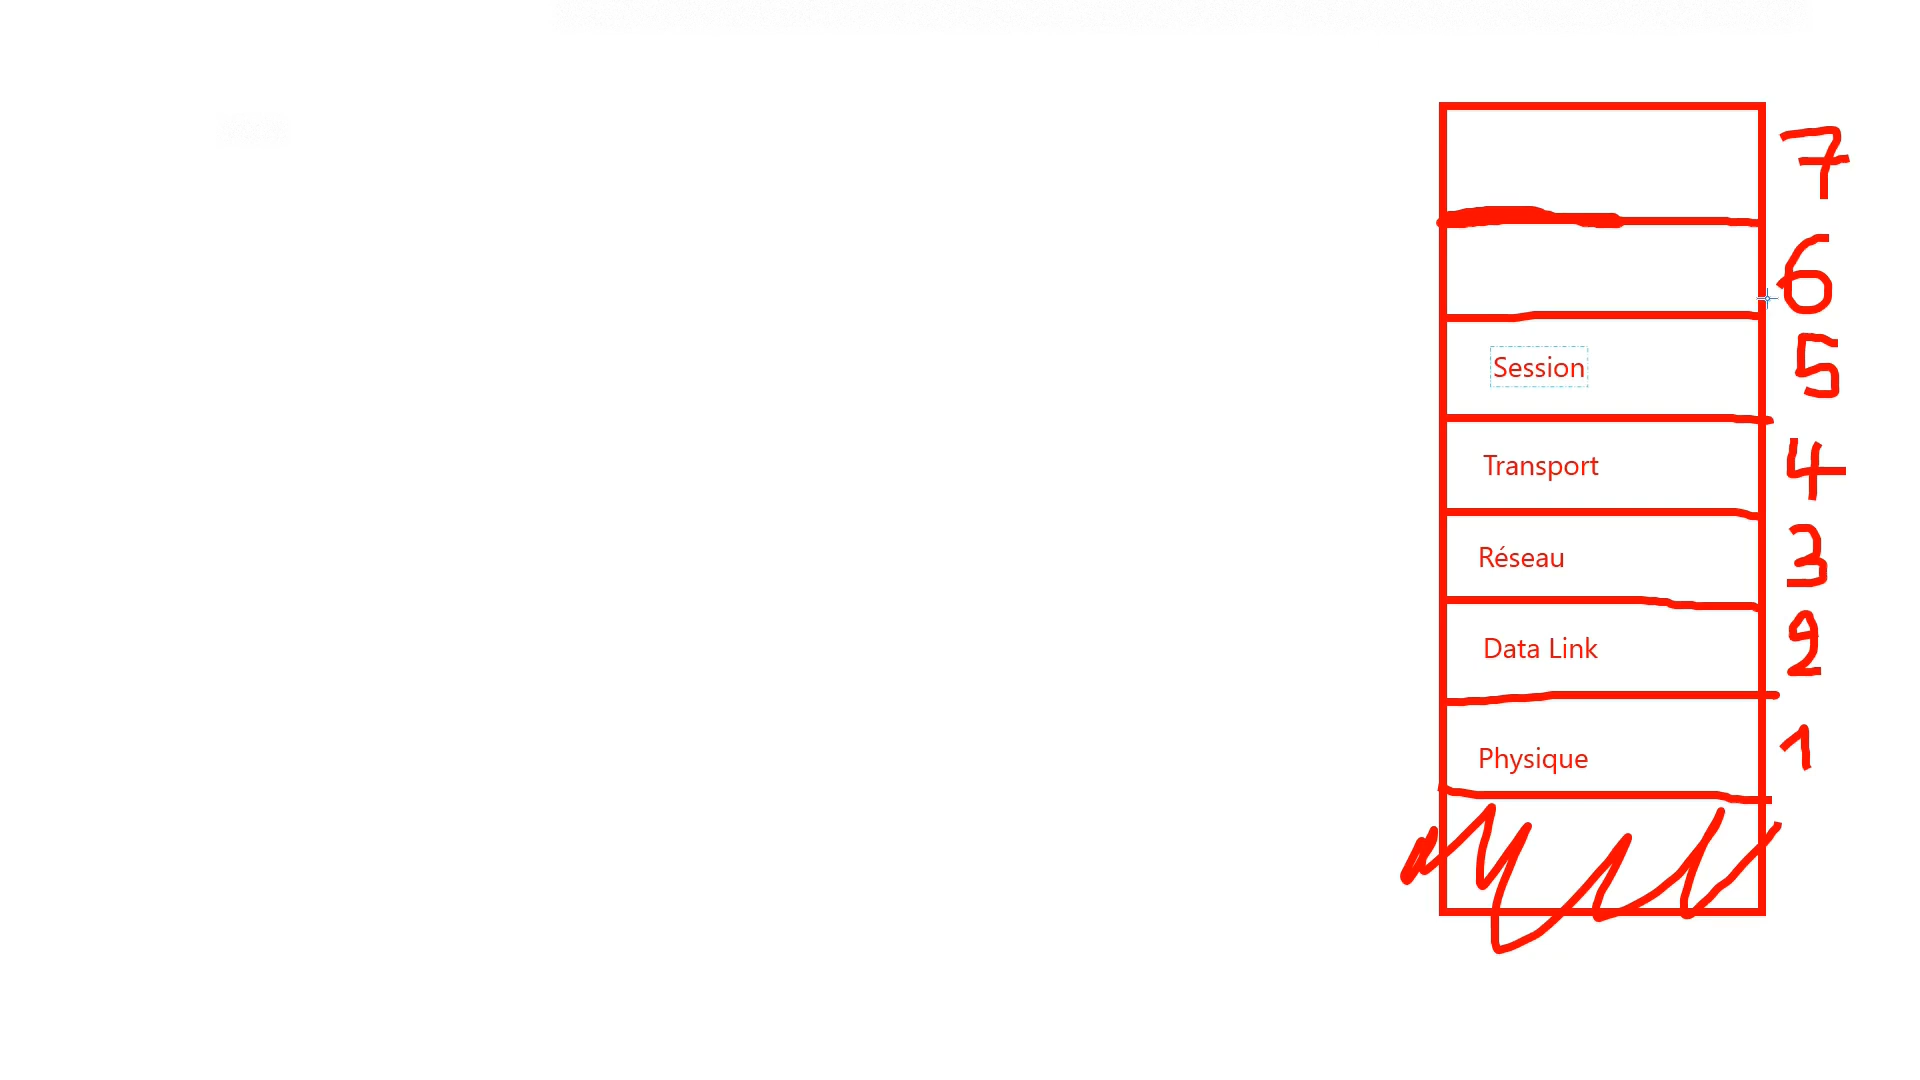 7
6
Session 5
Transport 4
Réseau 3
Data Link 2
Physique 1